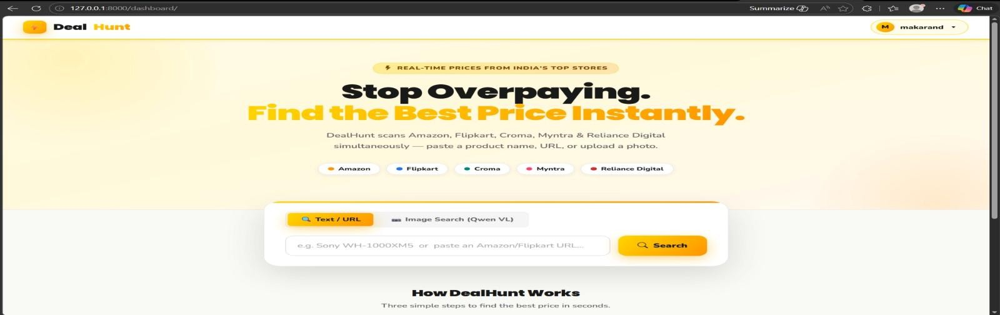 127.0.0.1:8000/dashboard/
Summarize
Chat
Deal Hunt
M makarand
REAL-TIME PRICES FROM INDIA'S TOP STORES
Stop Overpaying.
Find the Best Price Instantly.
DealHunt scans Amazon, Flipkart, Croma, Myntra & Reliance Digital
simultaneously — paste a product name, URL, or upload a photo.
Amazon Flipkart Croma Myntra Reliance Digital
Text / URL Image Search (Qwen VL)
e.g. Sony WH-1000XM5 or paste an Amazon/Flipkart URL...
Search
How DealHunt Works
Three simple steps to find the best price in seconds.